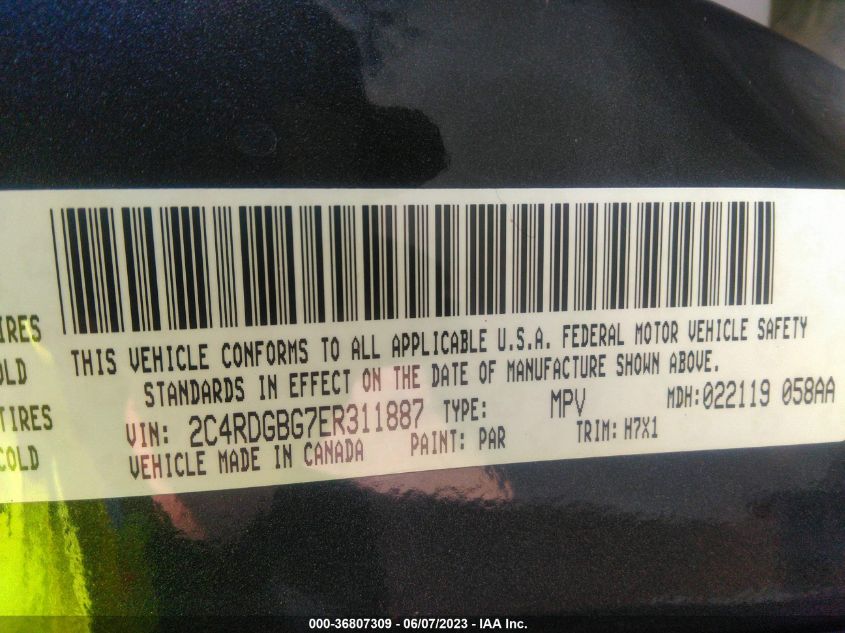 IRES
OLD
TIRES
COLD
THIS VEHICLE CONFORMS TO ALL APPLICABLE U.S.A. FEDERAL MOTOR VEHICLE SAFETY
STANDARDS IN EFFECT ON THE DATE OF MANUFACTURE SHOWN ABOVE.
VIN: 2C4RDGBG7ER311887 TYPE: MPV MDH:022119 058AA
VEHICLE MADE IN CANADA PAINT: PAR TRIM: H7X1
000-36807309 - 06/07/2023 - IAA Inc.